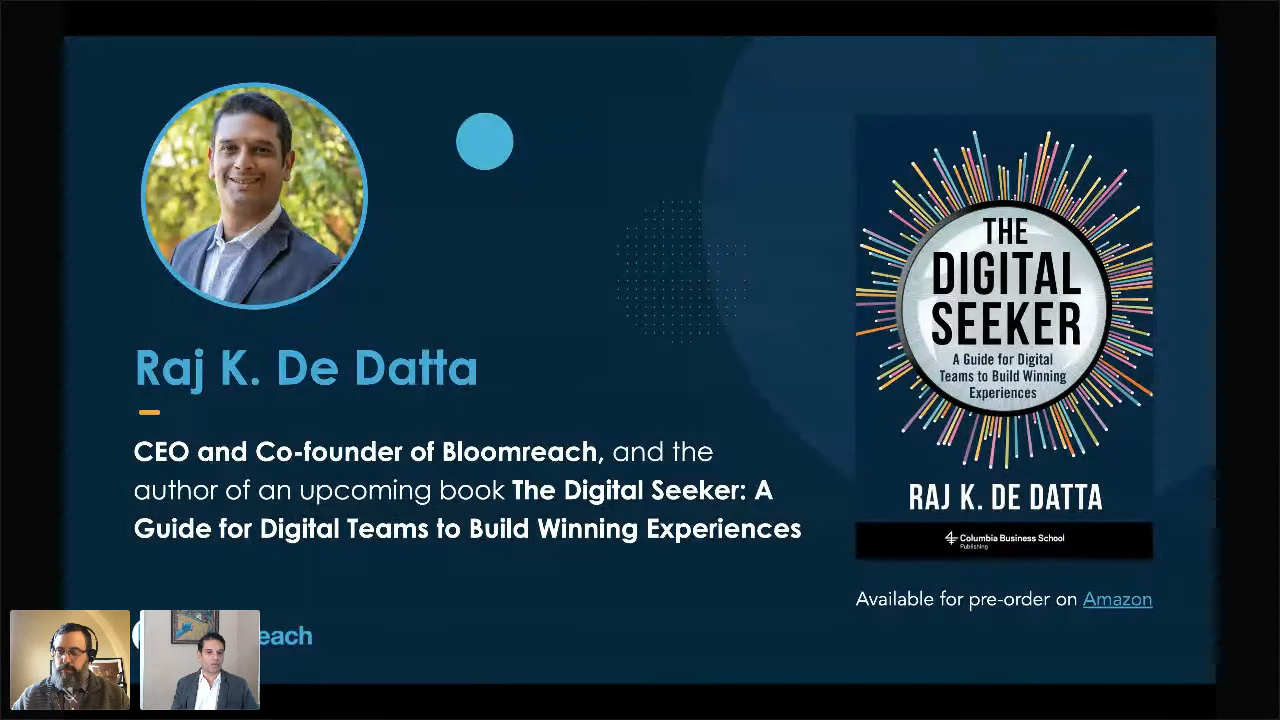 Raj K. De Datta
CEO and Co-founder of Bloomreach, and the
author of an upcoming book The Digital Seeker: A
Guide for Digital Teams to Build Winning Experiences
each
THE
DIGITAL
SEEKER
A Guide for Digital
Teams to Build Winning
Experiences
RAJ K. DE DATTA
Columbia Business School
Publishing
Available for pre-order on Amazon